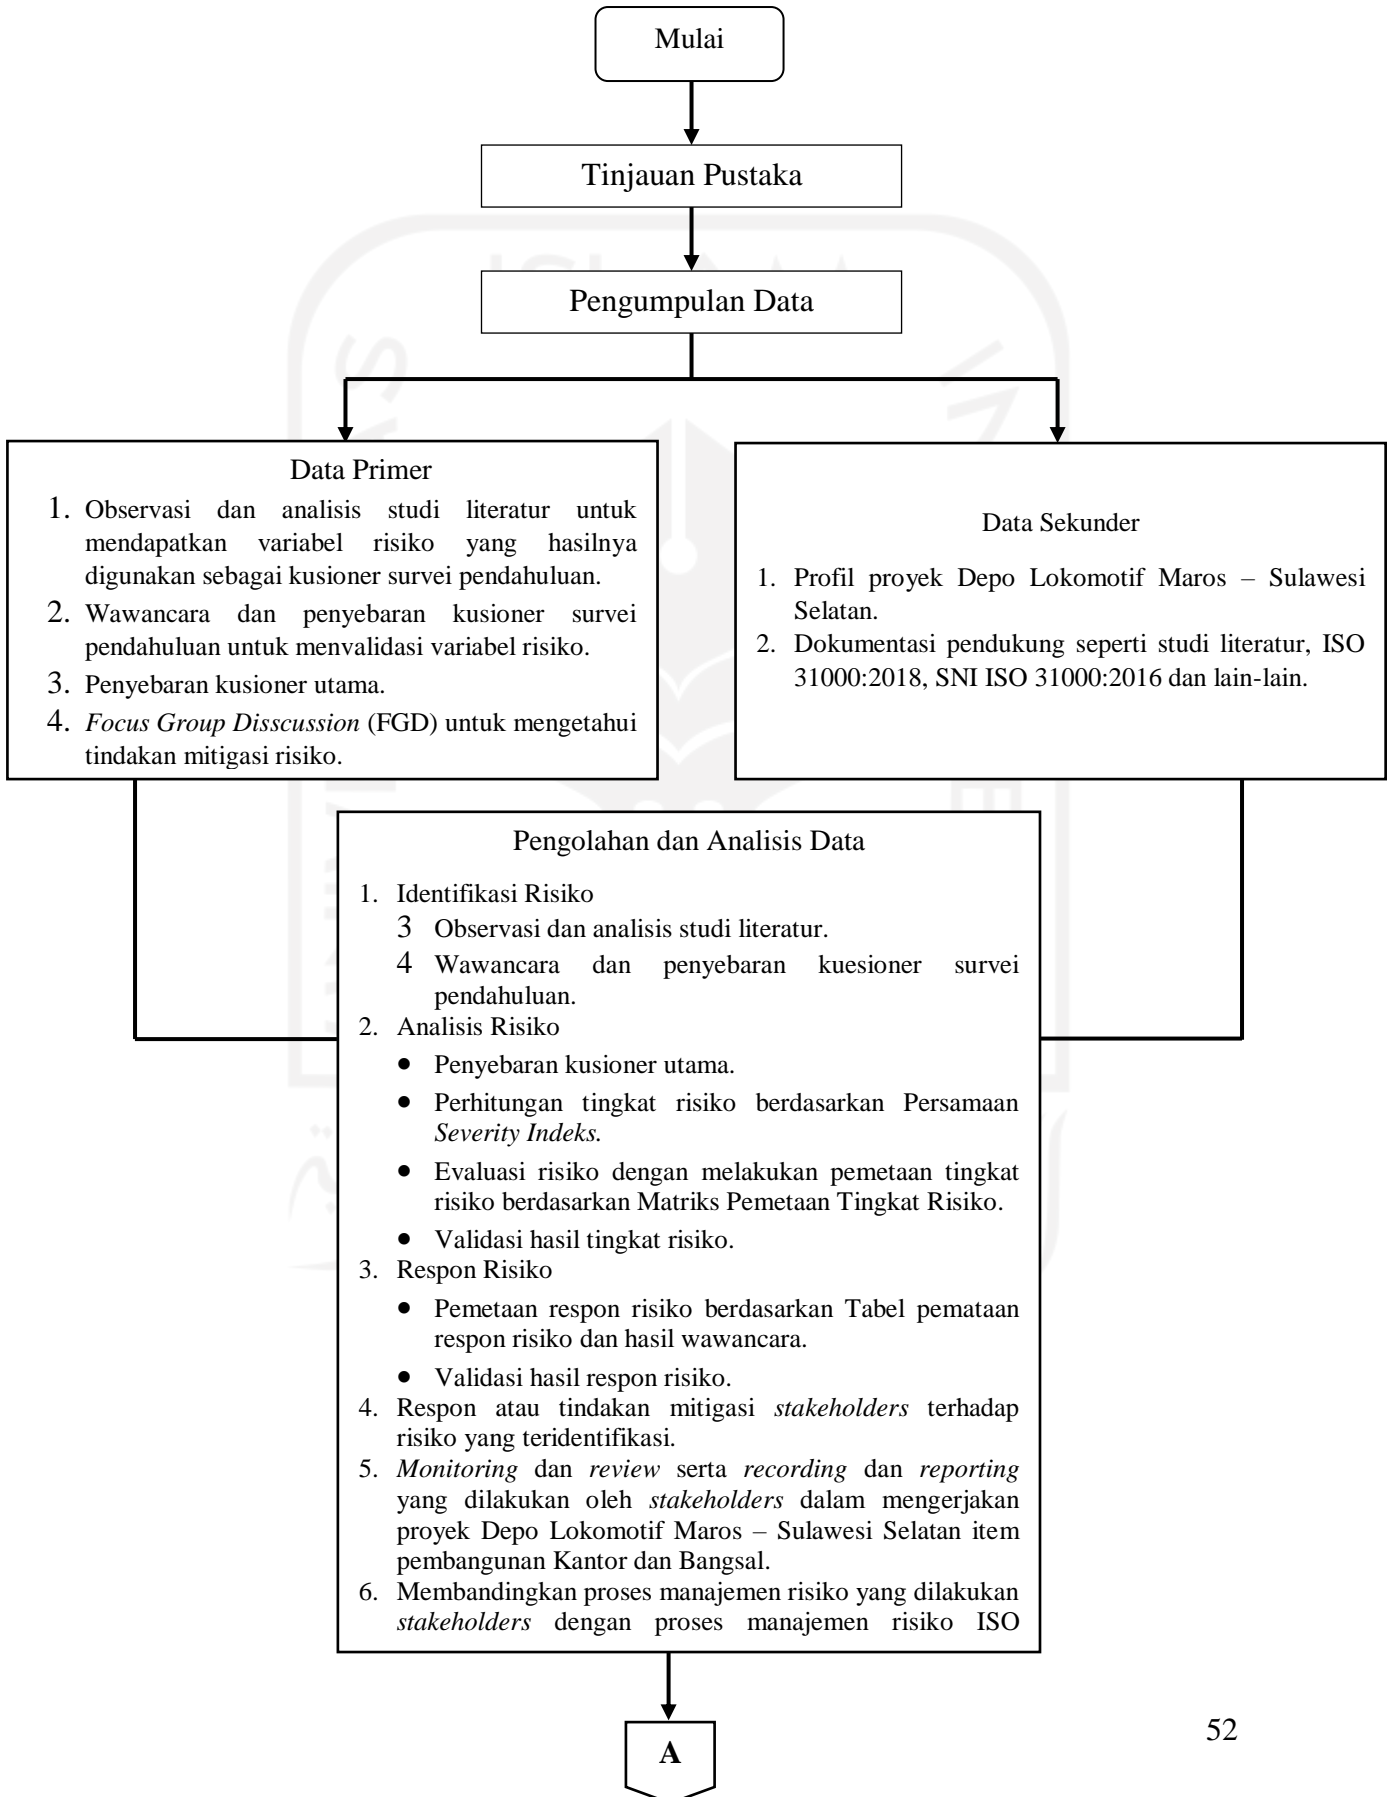 Mulai
Tinjauan Pustaka
Pengumpulan Data
Data Primer
1. Observasi dan analisis studi literatur untuk
mendapatkan variabel risiko yang hasilnya
digunakan sebagai kusioner survei pendahuluan.
2. Wawancara dan penyebaran kusioner survei
pendahuluan untuk menvalidasi variabel risiko.
3. Penyebaran kusioner utama.
4. Focus Group Disscussion (FGD) untuk mengetahui
tindakan mitigasi risiko.
Data Sekunder
1. Profil proyek Depo Lokomotif Maros – Sulawesi
Selatan.
2. Dokumentasi pendukung seperti studi literatur, ISO
31000:2018, SNI ISO 31000:2016 dan lain-lain.
Pengolahan dan Analisis Data
1. Identifikasi Risiko
3 Observasi dan analisis studi literatur.
4 Wawancara dan penyebaran kuesioner survei
pendahuluan.
2. Analisis Risiko
• Penyebaran kusioner utama.
• Perhitungan tingkat risiko berdasarkan Persamaan
Severity Indeks.
• Evaluasi risiko dengan melakukan pemetaan tingkat
risiko berdasarkan Matriks Pemetaan Tingkat Risiko.
• Validasi hasil tingkat risiko.
3. Respon Risiko
• Pemetaan respon risiko berdasarkan Tabel pemataan
respon risiko dan hasil wawancara.
• Validasi hasil respon risiko.
4. Respon atau tindakan mitigasi stakeholders terhadap
risiko yang teridentifikasi.
5. Monitoring dan review serta recording dan reporting
yang dilakukan oleh stakeholders dalam mengerjakan
proyek Depo Lokomotif Maros – Sulawesi Selatan item
pembangunan Kantor dan Bangsal.
6. Membandingkan proses manajemen risiko yang dilakukan
stakeholders dengan proses manajemen risiko ISO
A
52